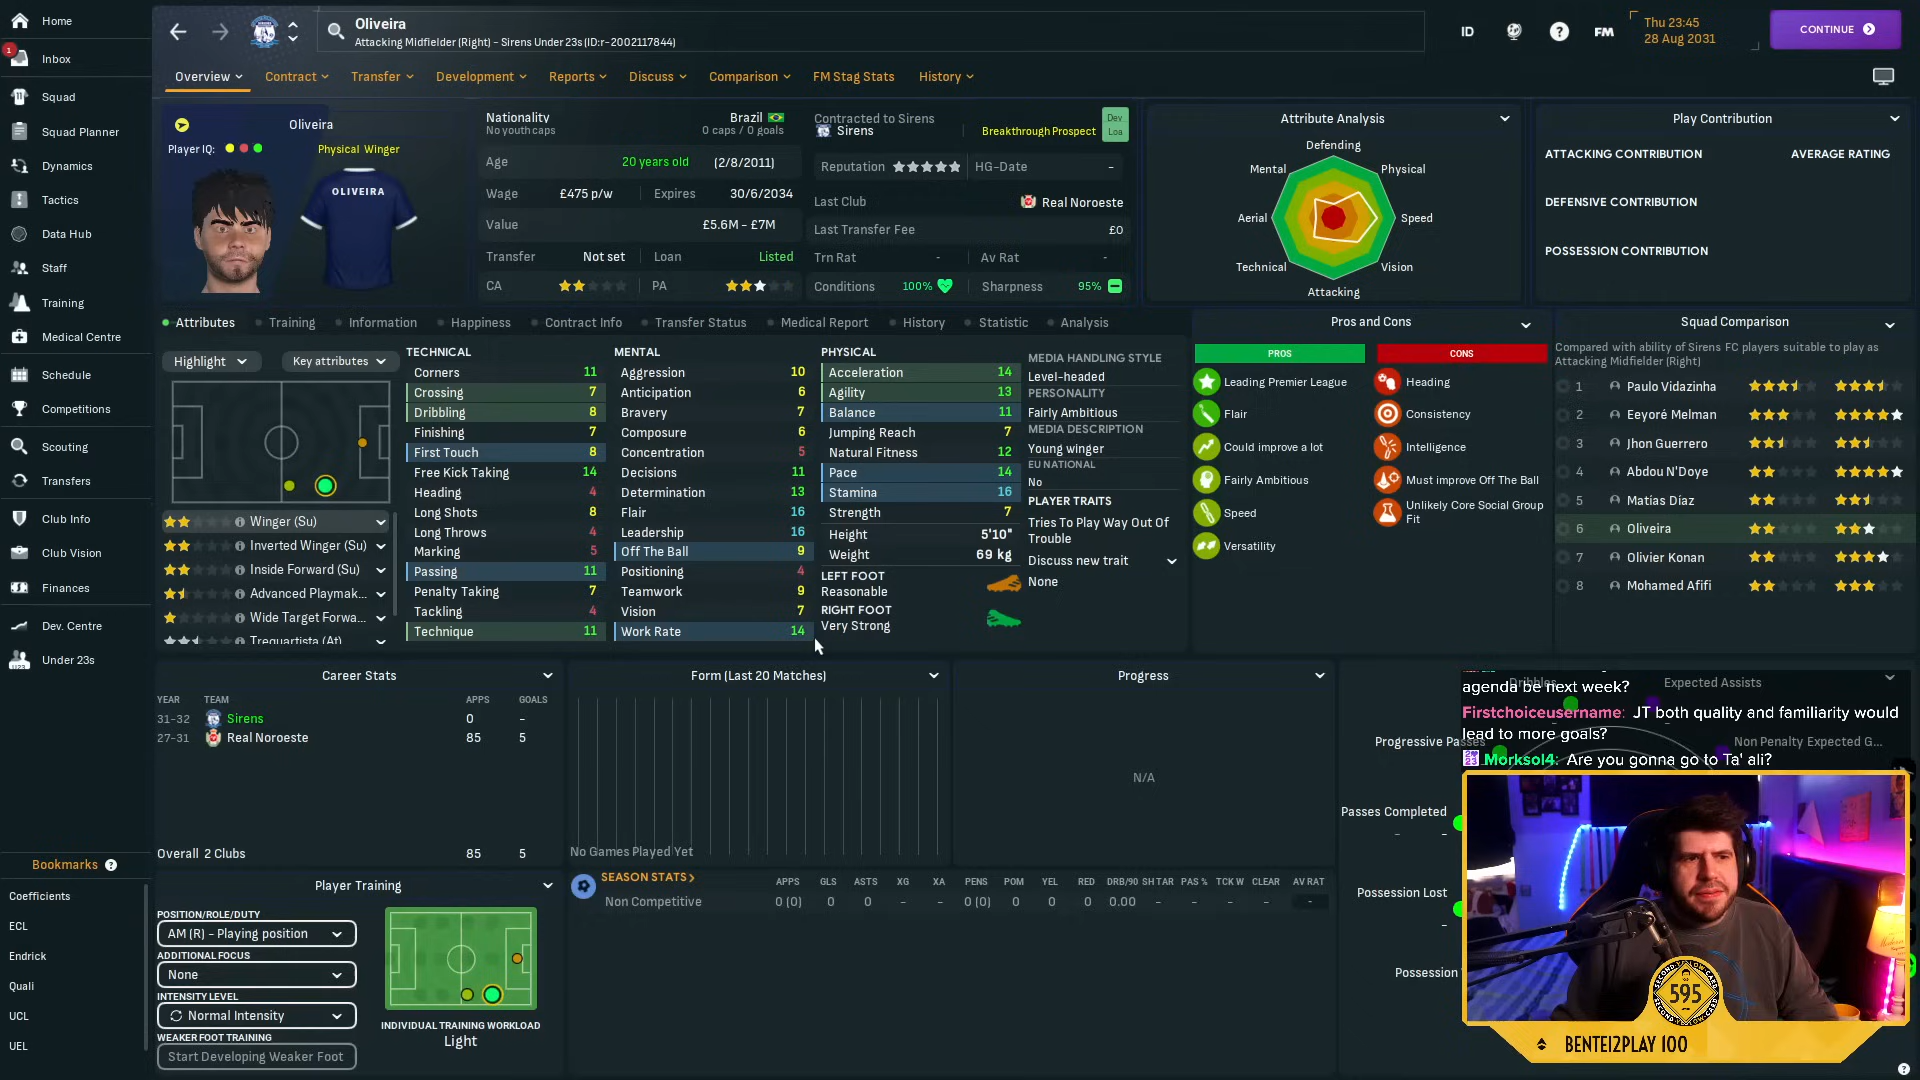 Home
1
Inbox
Squad
Squad Planner
Dynamics
Tactics
Data Hub
Staff
Training
Medical Centre
Schedule
Competitions
Scouting
Transfers
Club Info
Club Vision
Finances
Dev. Centre
Under 23s
Bookmarks ?
Coefficients
ECL
Endrick
Quali
UCL
UEL
Oliveira
Attacking Midfielder (Right) - Sirens Under 23s (ID:r-2002117844)
ID
?
FM
Thu 23:45
28 Aug 2031
CONTINUE
Overview Contract Transfer Development Reports Discuss Comparison FM Stag Stats History
Oliveira
Player IQ:
Physical Winger
OLIVEIRA
Nationality Brazil
No youth caps 0 caps / 0 goals
Age 20 years old (2/8/2011)
Wage £475 p/w Expires 30/6/2034
Value £5.6M - £7M
Transfer Not set Loan Listed
CA PA
Contracted to Sirens
Sirens Breakthrough Prospect
Dev
Loa
Reputation HG-Date -
Last Club Real Noroeste
Last Transfer Fee £0
Trn Rat - Av Rat -
Conditions 100% Sharpness 95%
Attribute Analysis
Defending
Mental Physical
Aerial Speed
Technical Vision
Attacking
Play Contribution
ATTACKING CONTRIBUTION AVERAGE RATING
DEFENSIVE CONTRIBUTION
POSSESSION CONTRIBUTION
Attributes Training Information Happiness Contract Info Transfer Status Medical Report History Statistic Analysis
Highlight Key attributes
Winger (Su)
Inverted Winger (Su)
Inside Forward (Su)
Advanced Playmak...
Wide Target Forwa...
Trequartista (At)
TECHNICAL
Corners 11
Crossing 7
Dribbling 8
Finishing 7
First Touch 8
Free Kick Taking 14
Heading 4
Long Shots 8
Long Throws 4
Marking 5
Passing 11
Penalty Taking 7
Tackling 4
Technique 11
MENTAL
Aggression 10
Anticipation 6
Bravery 7
Composure 6
Concentration 5
Decisions 11
Determination 13
Flair 16
Leadership 16
Off The Ball 9
Positioning 4
Teamwork 9
Vision 7
Work Rate 14
PHYSICAL
Acceleration 14
Agility 13
Balance 11
Jumping Reach 7
Natural Fitness 12
Pace 14
Stamina 16
Strength 7
Height 5'10"
Weight 69 kg
LEFT FOOT
Reasonable
RIGHT FOOT
Very Strong
MEDIA HANDLING STYLE
Level-headed
PERSONALITY
Fairly Ambitious
MEDIA DESCRIPTION
Young winger
EU NATIONAL
No
PLAYER TRAITS
Tries To Play Way Out Of
Trouble
Discuss new trait
None
Pros and Cons
PROS
Leading Premier League
Flair
Could improve a lot
Fairly Ambitious
Speed
Versatility
CONS
Heading
Consistency
Intelligence
Must improve Off The Ball
Unlikely Core Social Group
Fit
Squad Comparison
Compared with ability of Sirens FC players suitable to play as
Attacking Midfielder (Right)
1 Paulo Vidazinha
2 Eeyoré Melman
3 Jhon Guerrero
4 Abdou N'Doye
5 Matías Díaz
6 Oliveira
7 Olivier Konan
8 Mohamed Afifi
Career Stats
YEAR TEAM APPS GOALS
31-32 Sirens 0 -
27-31 Real Noroeste 85 5
Overall 2 Clubs 85 5
Form (Last 20 Matches)
No Games Played Yet
Progress
N/A
Dribbles
Expected Assists
Progressive Passes
Non Penalty Expected G...
Passes Completed
- -
Possession Lost
-
Possession
agenda be next week?
Firstchoiceusername: JT both quality and familiarity would
lead to more goals?
Morksol4: Are you gonna go to Ta' ali?
Player Training
POSITION/ROLE/DUTY
AM (R) - Playing position
ADDITIONAL FOCUS
None
INTENSITY LEVEL
Normal Intensity
WEAKER FOOT TRAINING
Start Developing Weaker Foot
INDIVIDUAL TRAINING WORKLOAD
Light
SEASON STATS APPS GLS ASTS XG XA PENS POM YEL RED DRB/90 SH TAR PAS % TCK W CLEAR AV RAT
Non Competitive 0 (0) 0 0 - - 0 (0) 0 0 0 0.00 - - - - -
595
BENTEI2PLAY 100
?